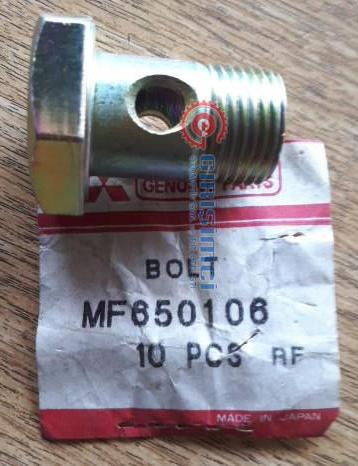 GENUINE PARTS
BOLT
MF650106
10 PCS RF
MADE IN JAPAN